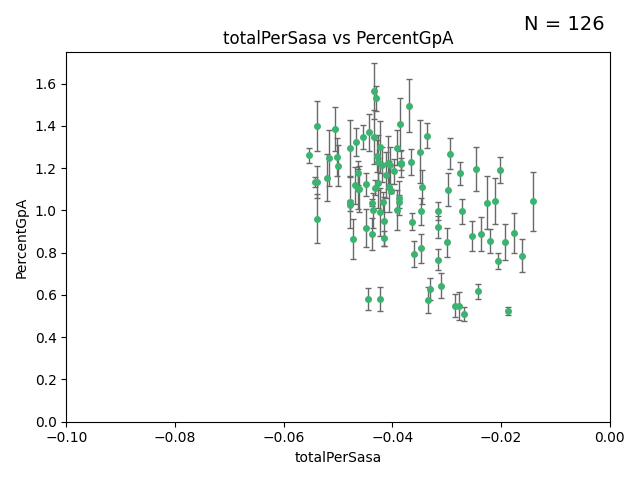 N = 126
totalPerSasa vs PercentGpA
PercentGpA
1.6
1.4
1.2
1.0
0.8
0.6
0.4
0.2
0.0
−0.10 −0.08 −0.06 −0.04 −0.02 0.00
totalPerSasa